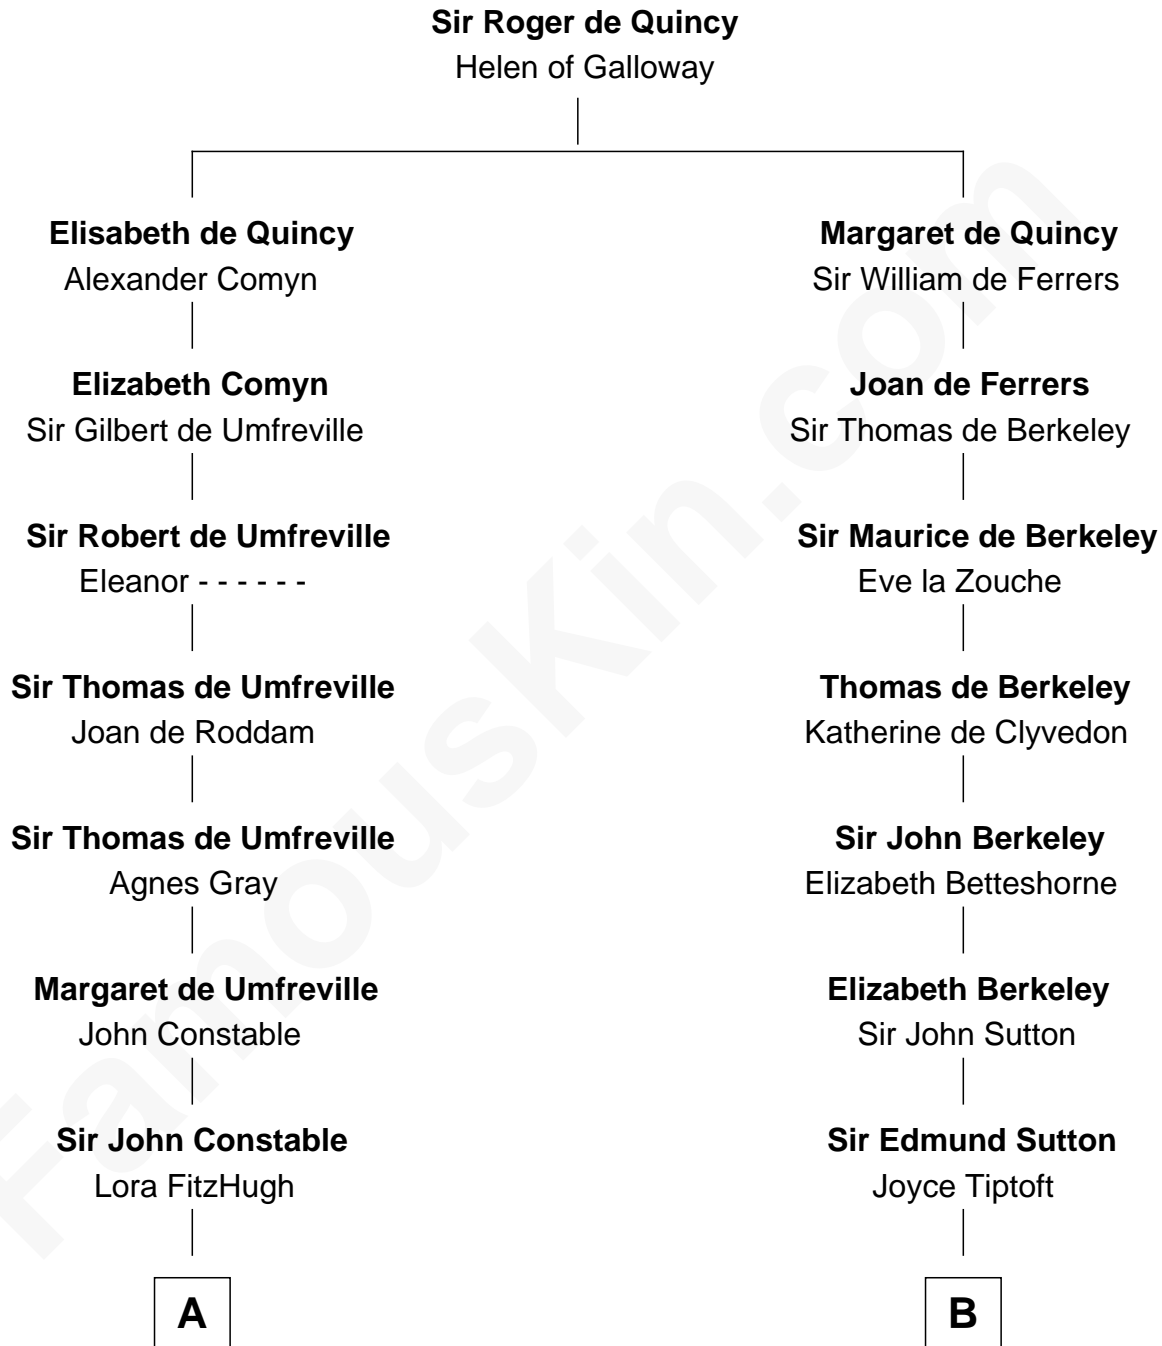 Sir Roger de Quincy
Helen of Galloway
Elisabeth de Quincy
Alexander Comyn
Margaret de Quincy
Sir William de Ferrers
Elizabeth Comyn
Sir Gilbert de Umfreville
Joan de Ferrers
Sir Thomas de Berkeley
Sir Robert de Umfreville
Eleanor - - - - - -
Sir Maurice de Berkeley
Eve la Zouche
Sir Thomas de Umfreville
Joan de Roddam
Thomas de Berkeley
Katherine de Clyvedon
Sir Thomas de Umfreville
Agnes Gray
Sir John Berkeley
Elizabeth Betteshorne
Margaret de Umfreville
John Constable
Elizabeth Berkeley
Sir John Sutton
Sir John Constable
Lora FitzHugh
Sir Edmund Sutton
Joyce Tiptoft
A
B
FamousKin.com